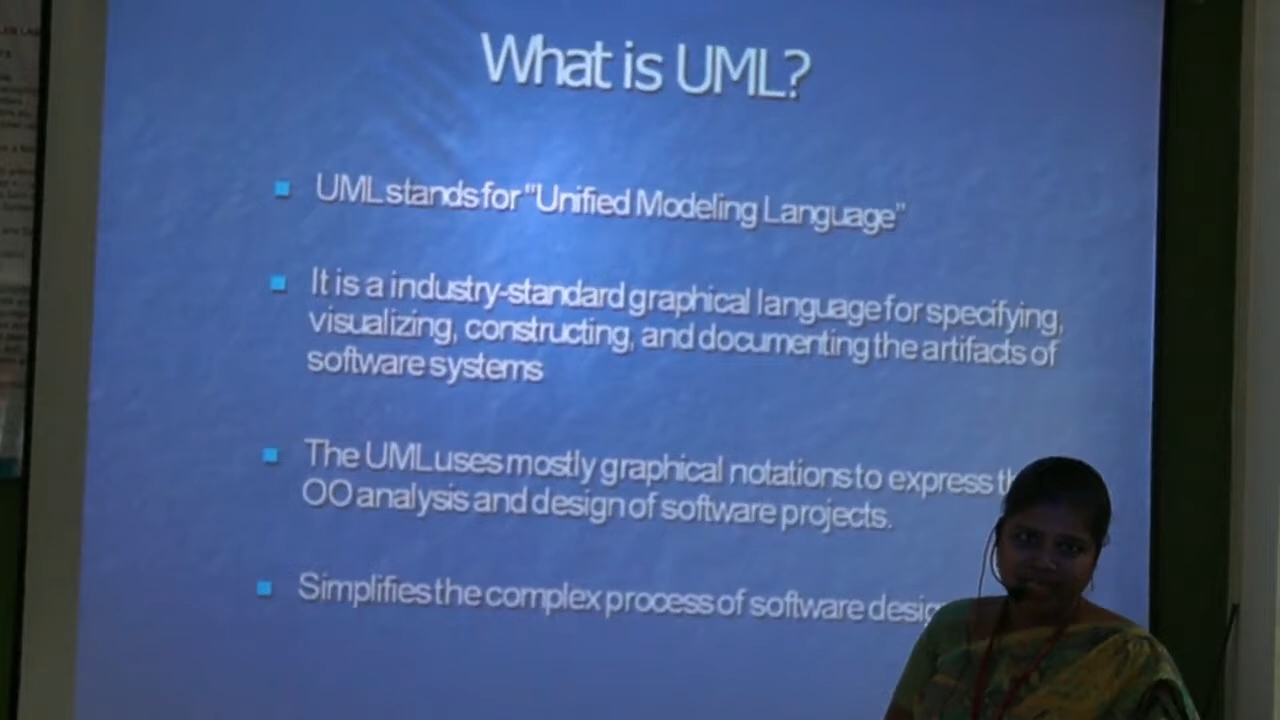 What is UML?
UML stands for "Unified Modeling Language"
It is a industry-standard graphical language for specifying,
visualizing, constructing, and documenting the artifacts of
software systems
The UML uses mostly graphical notations to express
OO analysis and design of software projects.
Simplifies the complex process of software